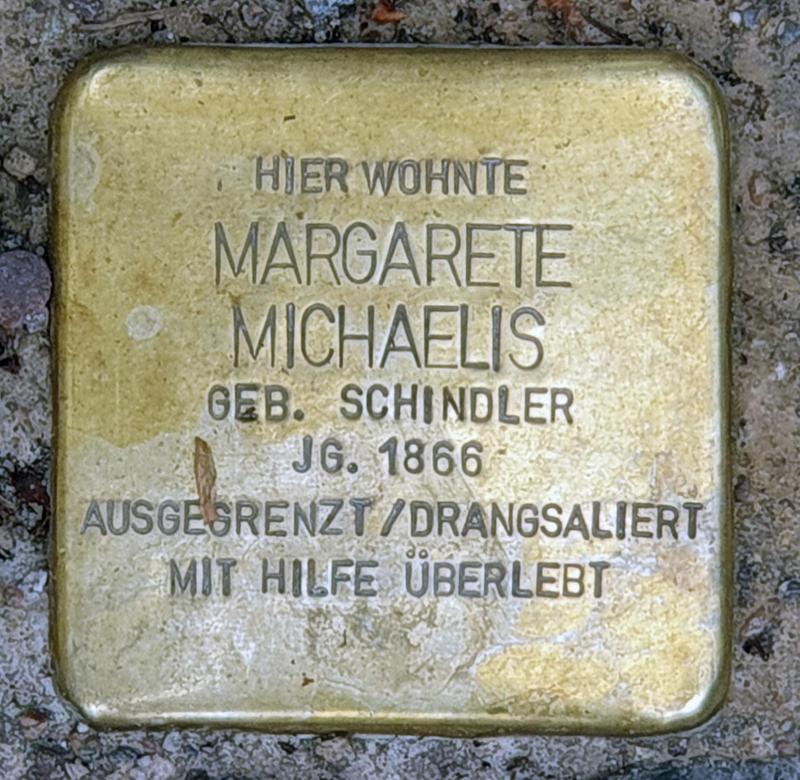 HIER WOHNTE
MARGARETE
MICHAELIS
GEB. SCHINDLER
JG. 1866
AUSGEGRENZT/DRANGSALIERT
MIT HILFE ÜBERLEBT